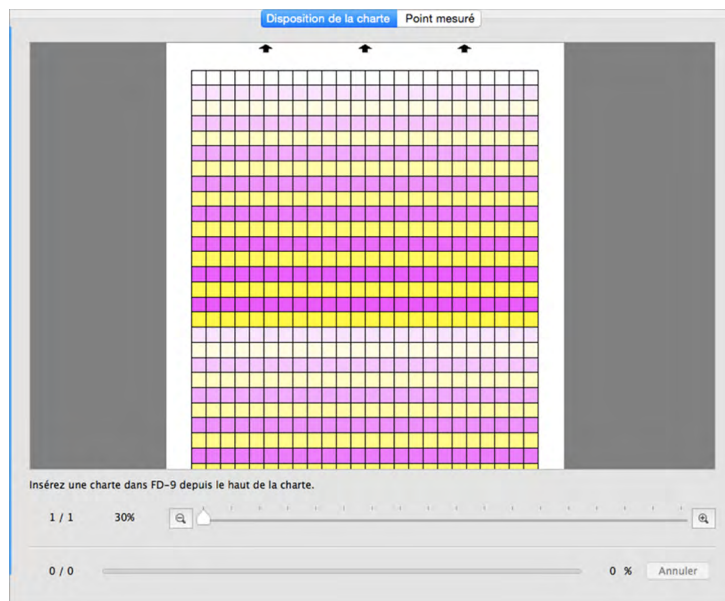 Disposition de la charte Point mesuré
Insérez une charte dans FD-9 depuis le haut de la charte.
1 / 1 30%
0 / 0 0 % Annuler